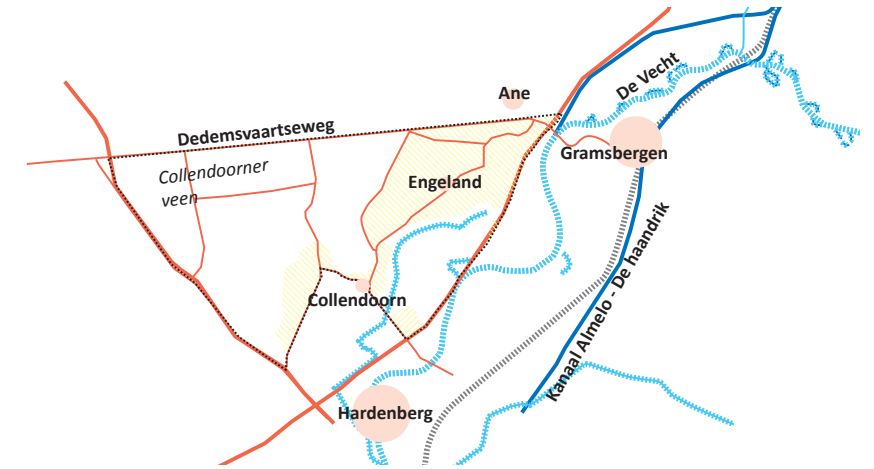 De Vecht
Ane
Dedemsvaartseweg
Gramsbergen
Collendoorner
veen
Engeland
Kanaal Almelo - De haandrik
Collendoorn
Hardenberg